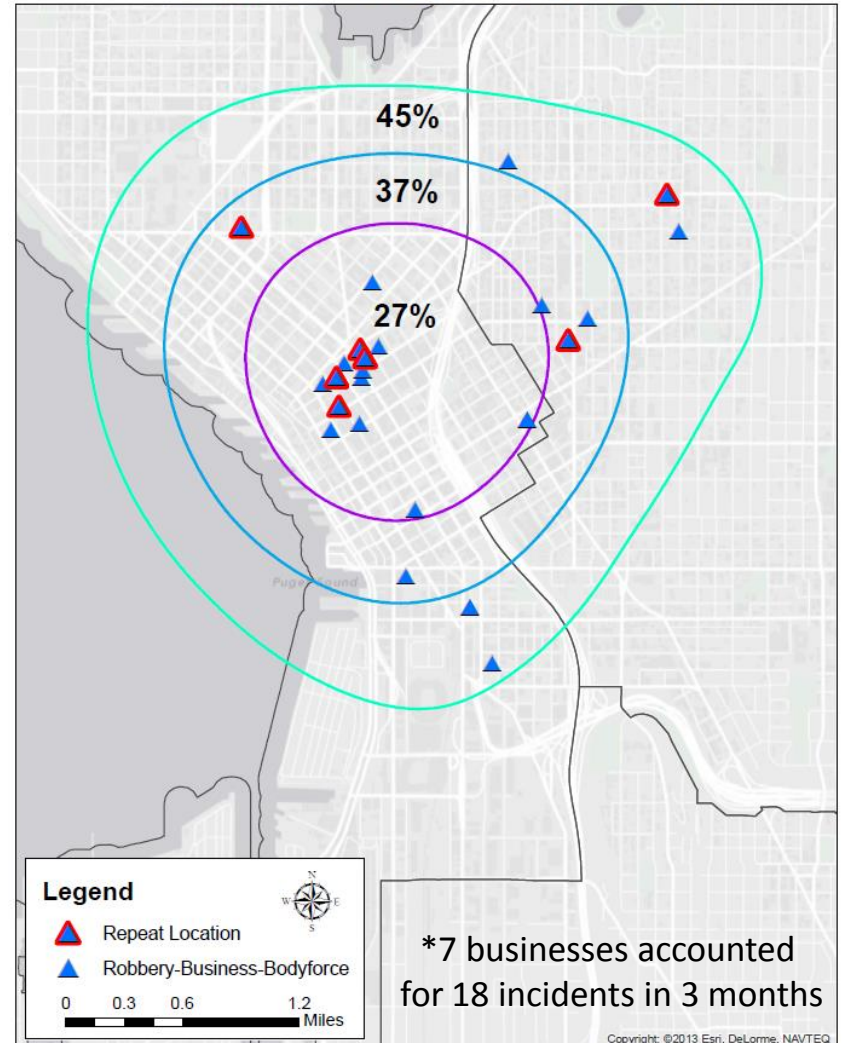 45%
37%
27%
Puget Sound
Legend
N
W E
S
Repeat Location
Robbery-Business-Bodyforce
0 0.3 0.6 1.2
Miles
*7 businesses accounted
for 18 incidents in 3 months
Copyright: ©2013 Esri, DeLorme, NAVTEQ